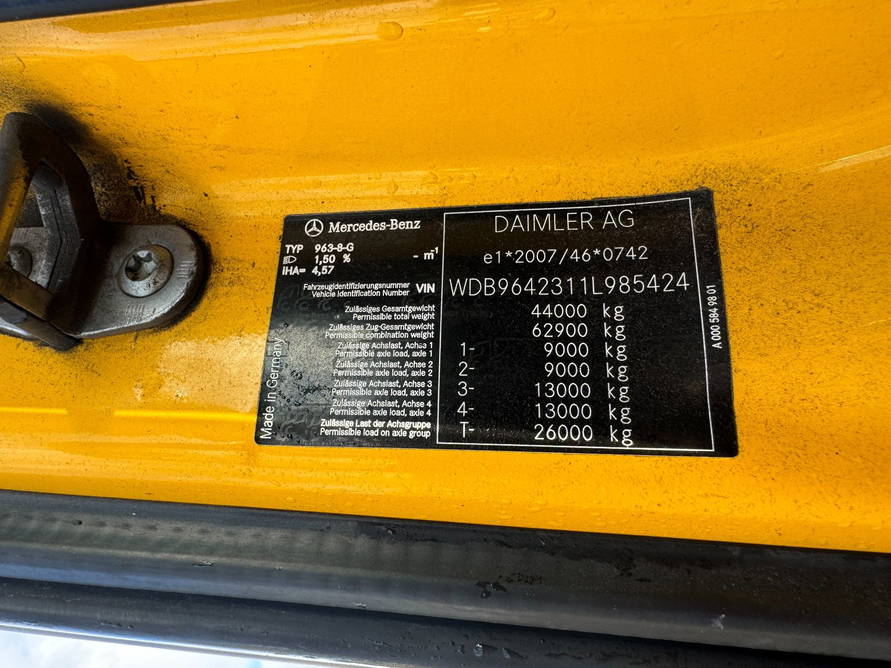 Mercedes-Benz
TYP 963-8-G
1,50 % - m⁻¹
IHA= 4,57
DAIMLER AG
e1*2007/46*0742
Fahrzeugidentifizierungsnummer
Vehicle Identification Number VIN WDB9642311L985424
Zulässiges Gesamtgewicht
Permissible total weight 44000 kg
Zulässiges Zug-Gesamtgewicht
Permissible combination weight 62900 kg
Zulässige Achslast, Achse 1
Permissible axle load, axle 1 1- 9000 kg
Zulässige Achslast, Achse 2
Permissible axle load, axle 2 2- 9000 kg
Zulässige Achslast, Achse 3
Permissible axle load, axle 3 3- 13000 kg
Zulässige Achslast, Achse 4
Permissible axle load, axle 4 4- 13000 kg
Zulässige Last der Achsgruppe
Permissible load on axle group T- 26000 kg
Made in Germany
A 000 584 98 01